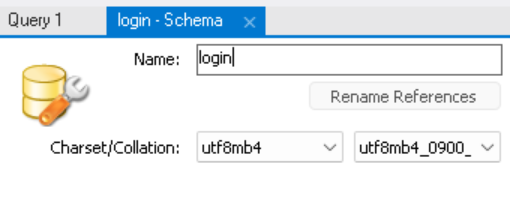 Query 1 login - Schema
Name: login
Rename References
Charset/Collation: utf8mb4 utf8mb4_0900_